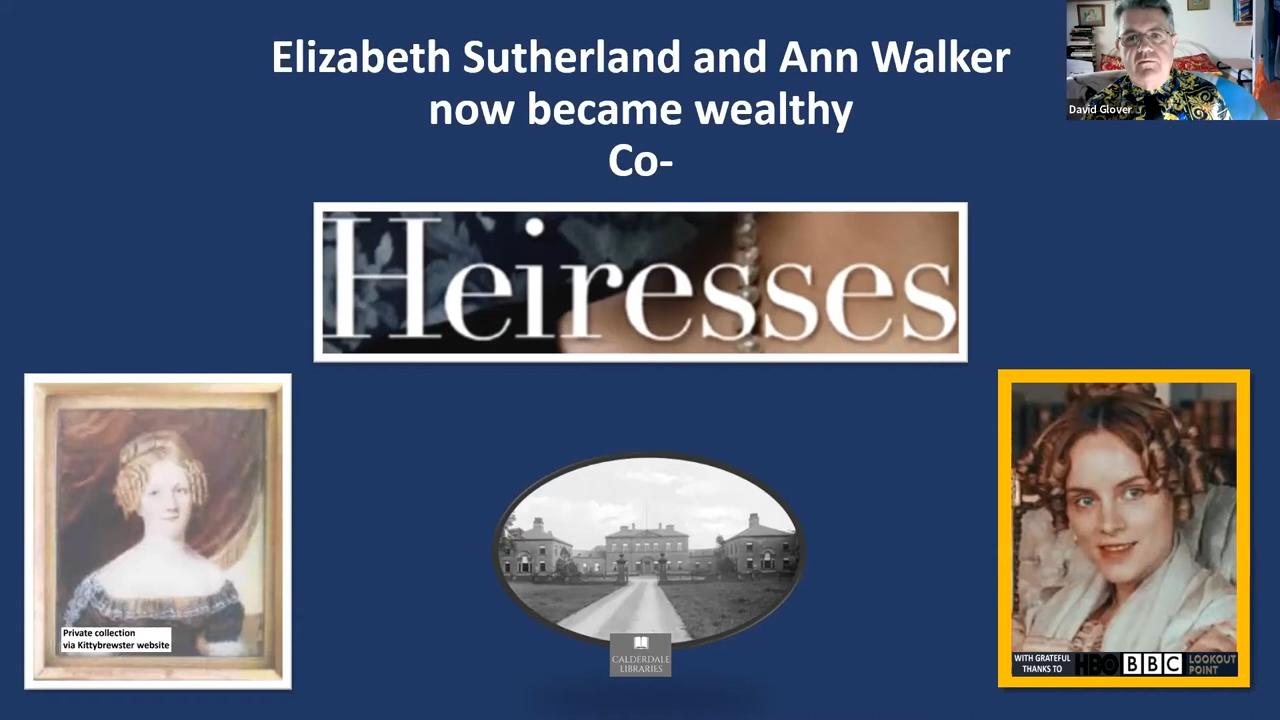 Elizabeth Sutherland and Ann Walker
now became wealthy
Co-
Heiresses
David Glover
Private collection
via Kittybrewster website
CALDERDALE
LIBRARIES
WITH GRATEFUL
THANKS TO
HBO BBC LOOKOUT
POINT